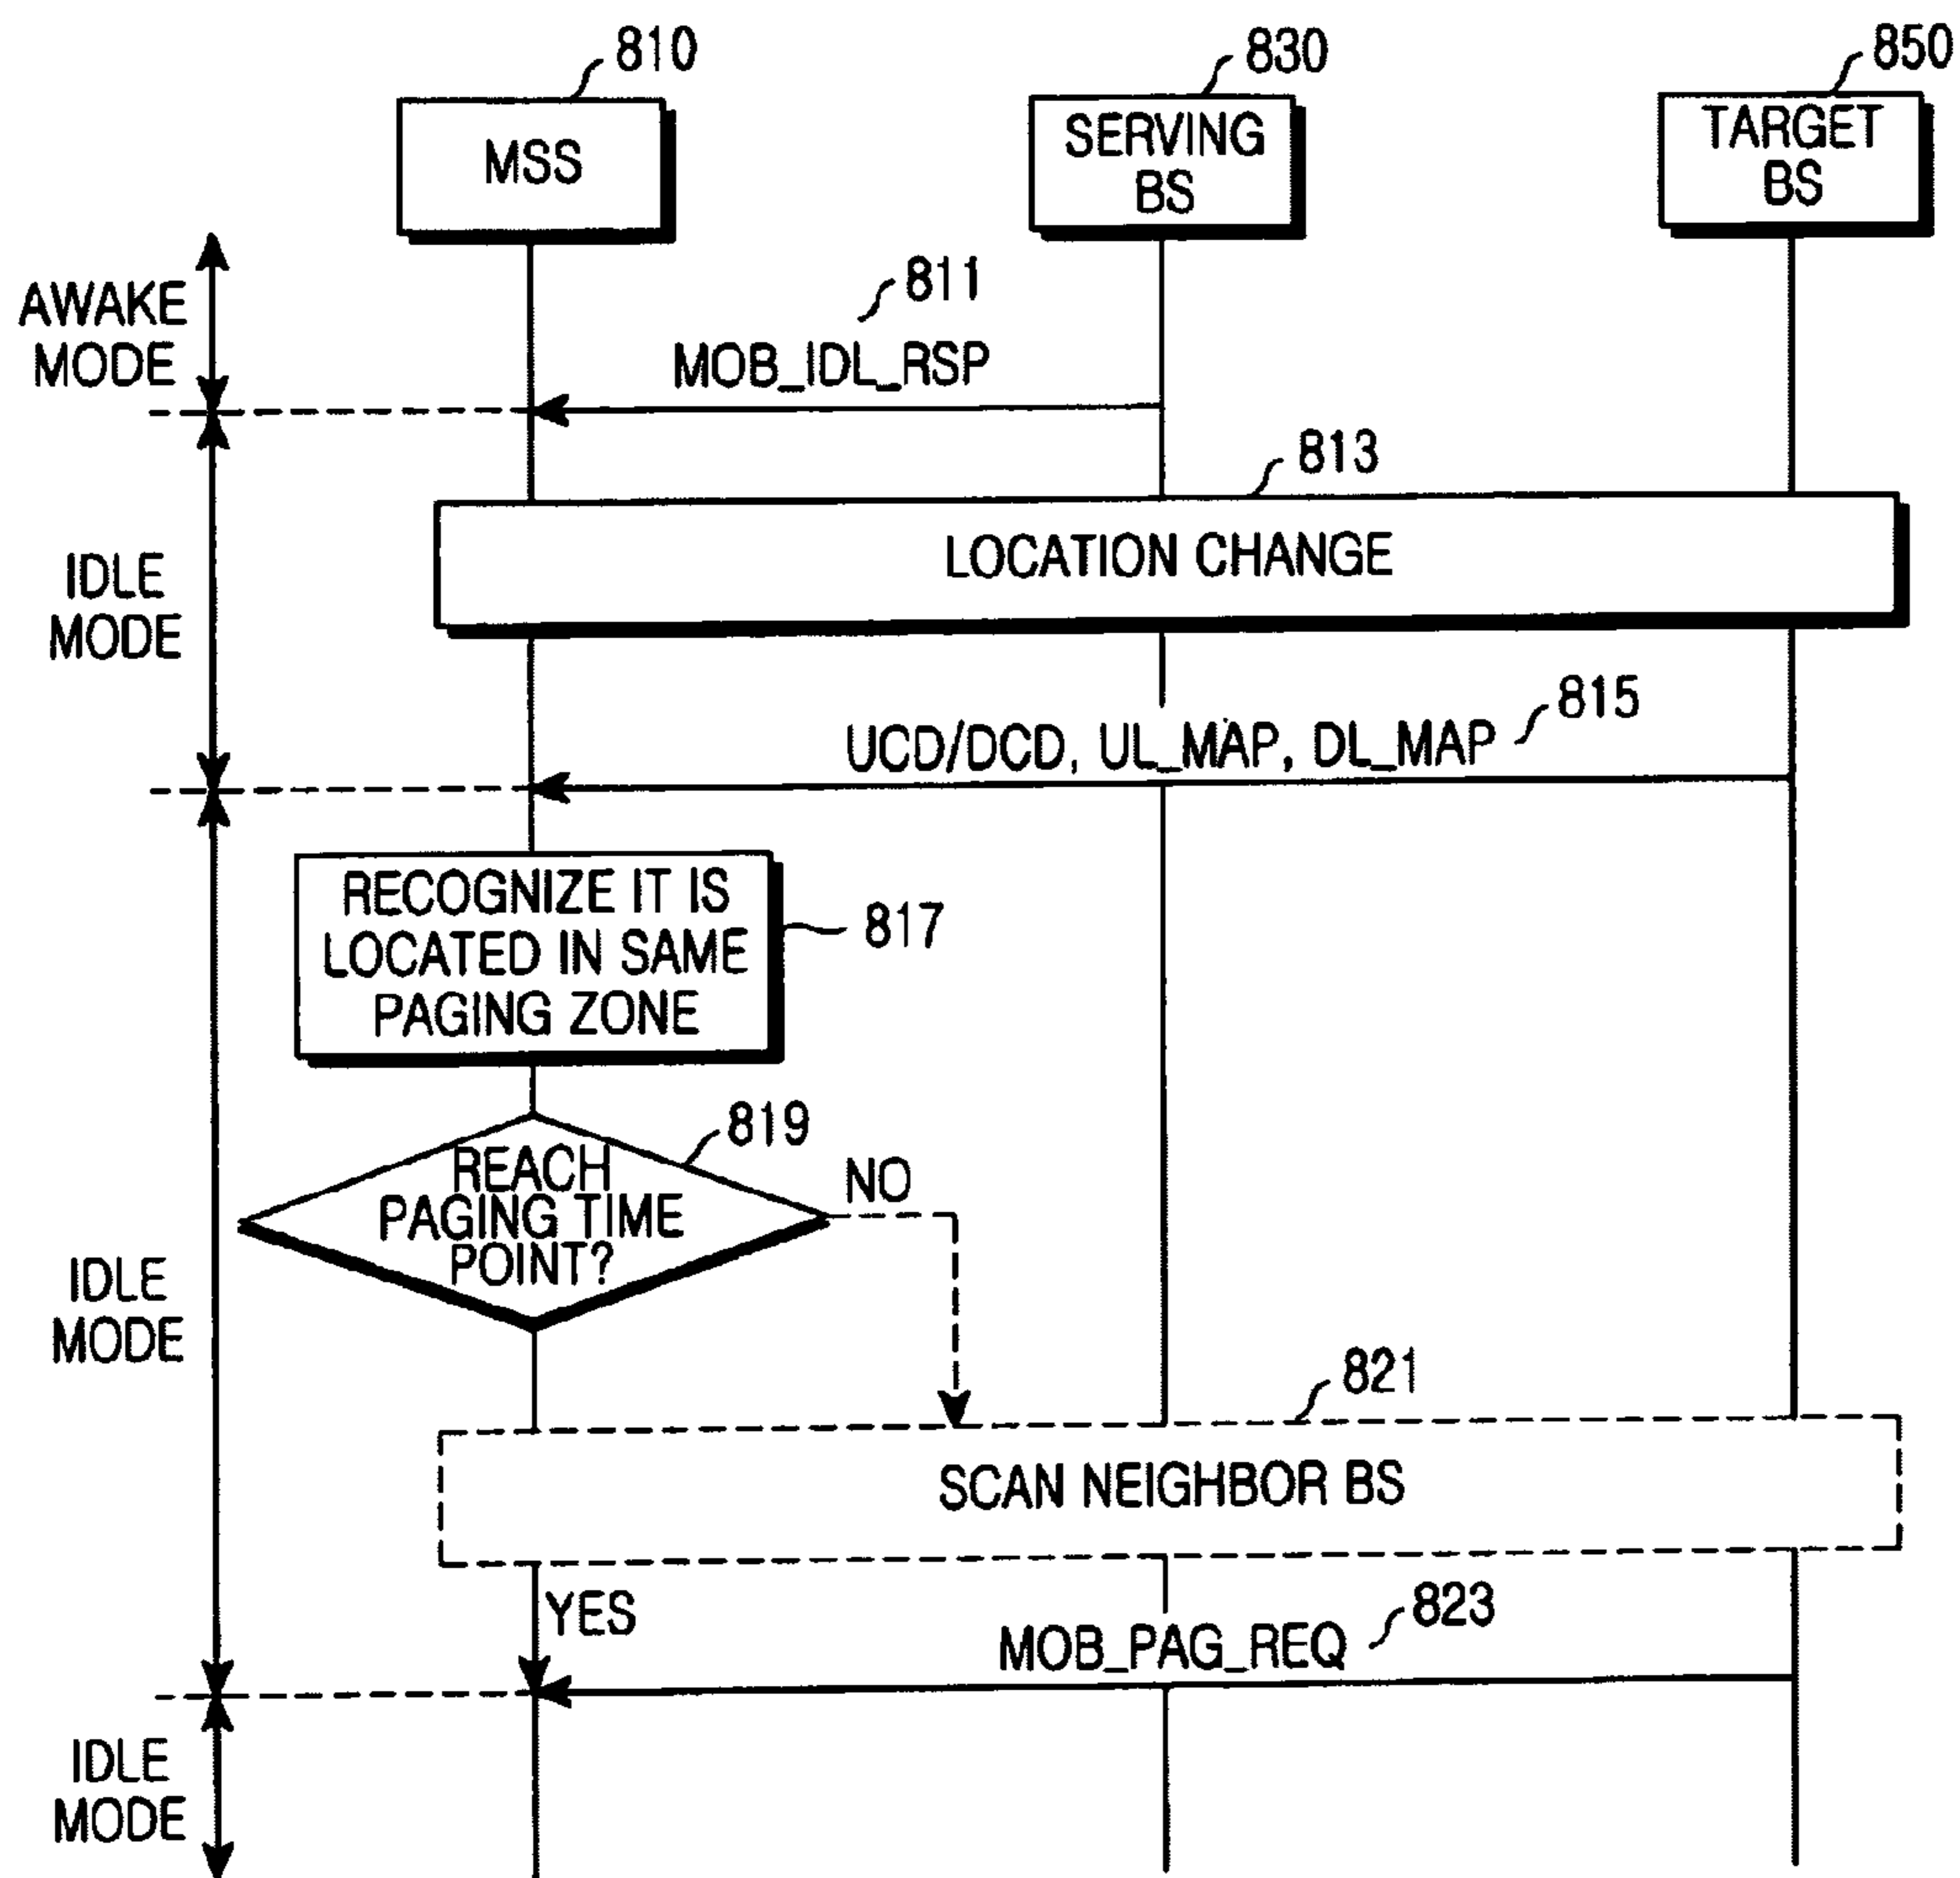 810
830
850
MSS
SERVING
BS
TARGET
BS
AWAKE
MODE
811
MOB_IDL_RSP
813
LOCATION CHANGE
IDLE
MODE
815
UCD/DCD, UL_MAP, DL_MAP
RECOGNIZE IT IS
LOCATED IN SAME
PAGING ZONE
817
819
REACH
PAGING TIME
POINT?
NO
IDLE
MODE
821
SCAN NEIGHBOR BS
YES
823
MOB_PAG_REQ
IDLE
MODE